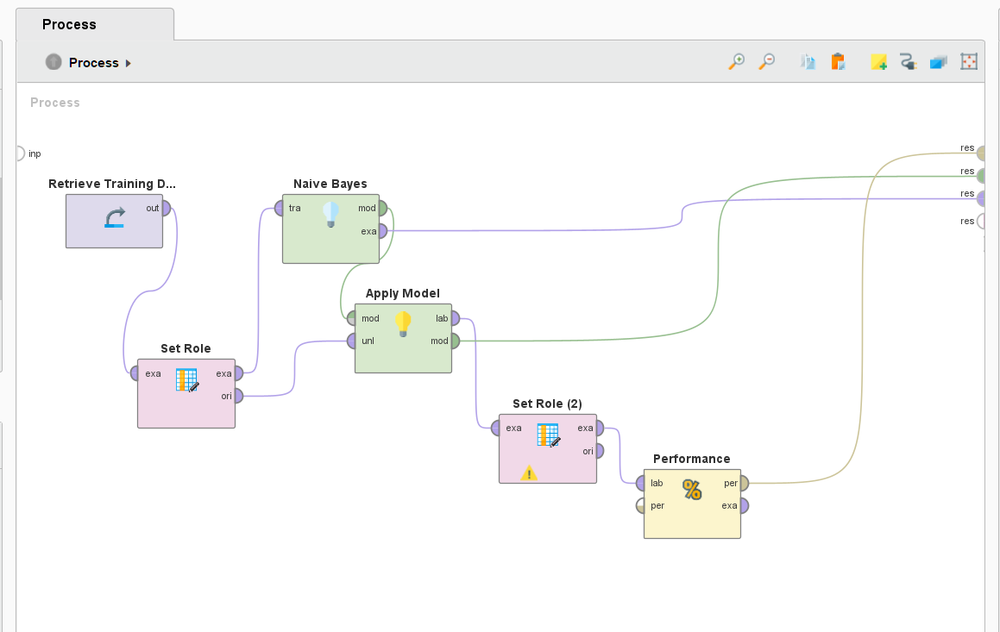 Process
Process
Process
inp
res
res
res
res
Retrieve Training D...
out
Naive Bayes
tra
mod
exa
Apply Model
mod
lab
unl
mod
Set Role
exa
exa
ori
Set Role (2)
exa
exa
ori
Performance
lab
%
per
per
exa